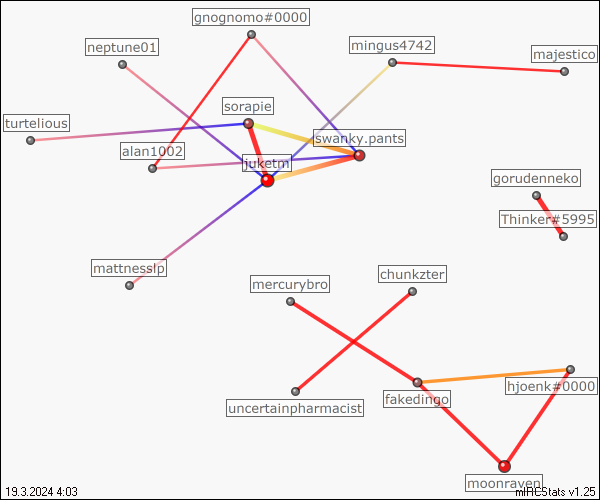 gnognomo#0000
neptune01
mingus4742
majestico
sorapie
turtelious
swanky.pants
alan1002
juketn
gorudenneko
Thinker#5995
mattnesslp
chunkzter
mercurybro
hjoenk#0000
fakedingo
uncertainpharmacist
moonraven
19.3.2024 4:03
mIRCStats v1.25